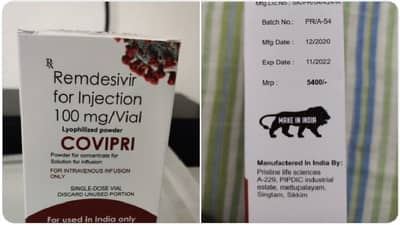 Rx
Remdesivir
for Injection
100 mg/Vial
Lyophilized powder
COVIPRI
Powder for concentrate for
Solution for infusion
FOR INTRAVENOUS INFUSION
ONLY
SINGLE-DOSE VIAL
DISCARD UNUSED PORTION
For used in India only
Batch No.: PR/A-54
Mfg Date : 12/2020
Exp Date : 11/2022
Mrp : 5400/-
MAKE IN INDIA
Manufactured In India By:
Pristine life sciences
A-229, PIPDIC industrial
estate, mettupalayam,
Singtam, Sikkim